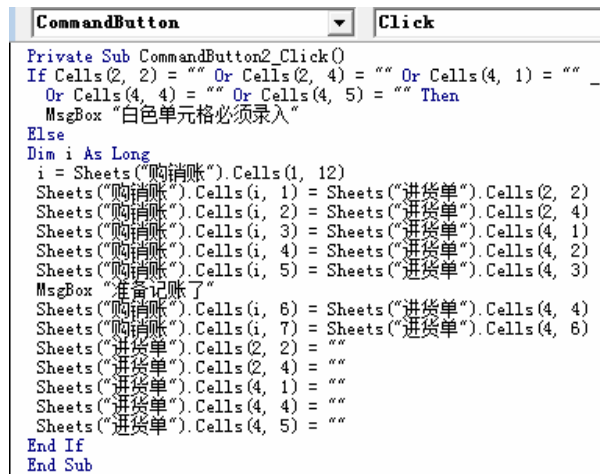 CommandButton Click
Private Sub CommandButton2_Click()
If Cells(2, 2) = "" Or Cells(2, 4) = "" Or Cells(4, 1) = "" _
Or Cells(4, 4) = "" Or Cells(4, 5) = "" Then
MsgBox "白色单元格必须录入"
Else
Dim i As Long
i = Sheets("购销账").Cells(1, 12)
Sheets("购销账").Cells(i, 1) = Sheets("进货单").Cells(2, 2)
Sheets("购销账").Cells(i, 2) = Sheets("进货单").Cells(2, 4)
Sheets("购销账").Cells(i, 3) = Sheets("进货单").Cells(4, 1)
Sheets("购销账").Cells(i, 4) = Sheets("进货单").Cells(4, 2)
Sheets("购销账").Cells(i, 5) = Sheets("进货单").Cells(4, 3)
MsgBox "准备记账了"
Sheets("购销账").Cells(i, 6) = Sheets("进货单").Cells(4, 4)
Sheets("购销账").Cells(i, 7) = Sheets("进货单").Cells(4, 6)
Sheets("进货单").Cells(2, 2) = ""
Sheets("进货单").Cells(2, 4) = ""
Sheets("进货单").Cells(4, 1) = ""
Sheets("进货单").Cells(4, 4) = ""
Sheets("进货单").Cells(4, 5) = ""
End If
End Sub